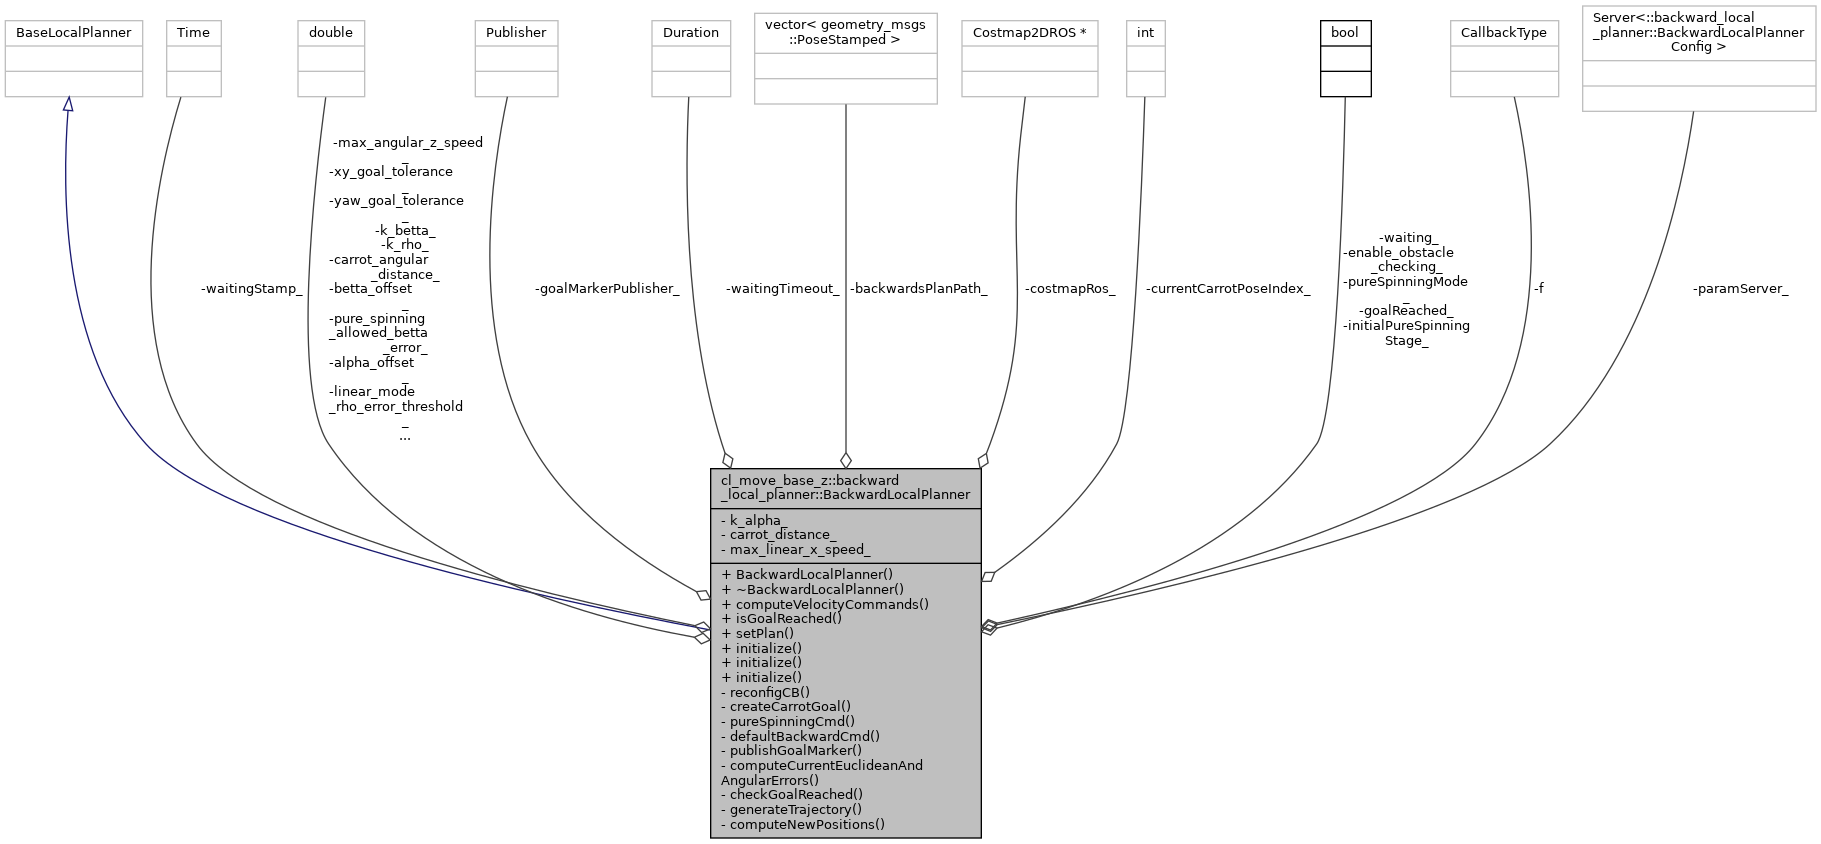 BaseLocalPlanner
Time
double
Publisher
Duration
vector< geometry_msgs
::PoseStamped >
Costmap2DROS *
int
bool
CallbackType
Server<::backward_local
_planner::BackwardLocalPlanner
Config >
-waitingStamp_
-max_angular_z_speed
_
-xy_goal_tolerance
_
-yaw_goal_tolerance
_
-k_betta_
-k_rho_
-carrot_angular
_distance_
-betta_offset
_
-pure_spinning
_allowed_betta
_error_
-alpha_offset
_
-linear_mode
_rho_error_threshold
_
...
-goalMarkerPublisher_
-waitingTimeout_
-backwardsPlanPath_
-costmapRos_
-currentCarrotPoseIndex_
-waiting_
-enable_obstacle
_checking_
-pureSpinningMode
_
-goalReached_
-initialPureSpinning
Stage_
-f
-paramServer_
cl_move_base_z::backward
_local_planner::BackwardLocalPlanner
- k_alpha_
- carrot_distance_
- max_linear_x_speed_
+ BackwardLocalPlanner()
+ ~BackwardLocalPlanner()
+ computeVelocityCommands()
+ isGoalReached()
+ setPlan()
+ initialize()
+ initialize()
+ initialize()
- reconfigCB()
- createCarrotGoal()
- pureSpinningCmd()
- defaultBackwardCmd()
- publishGoalMarker()
- computeCurrentEuclideanAnd
AngularErrors()
- checkGoalReached()
- generateTrajectory()
- computeNewPositions()